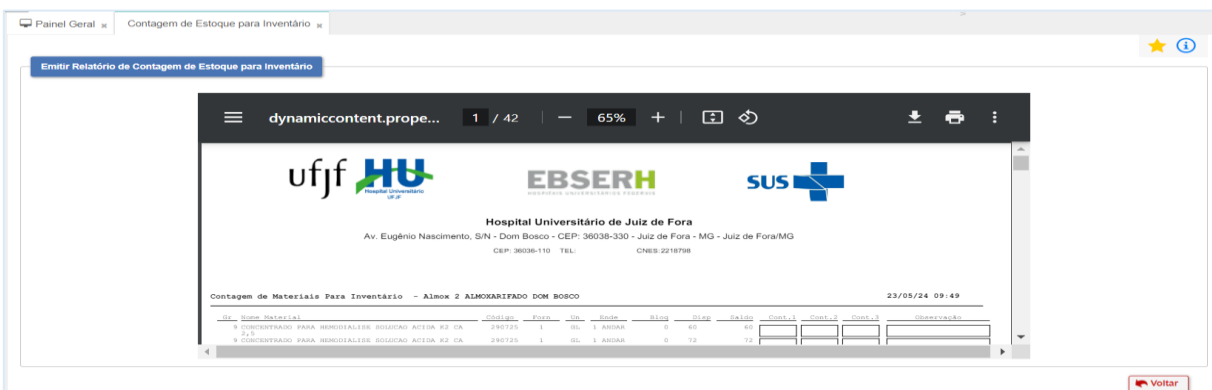 Painel Geral × Contagem de Estoque para Inventário ×
>
Emitir Relatório de Contagem de Estoque para Inventário
dynamiccontent.prope... 1 / 42 | — 65% + |
ufjf HU EBSERH SUS
Hospital Universitário
UFJF
HOSPITAIS UNIVERSITÁRIOS FEDERAIS
Hospital Universitário de Juiz de Fora
Av. Eugênio Nascimento, S/N - Dom Bosco - CEP: 36038-330 - Juiz de Fora - MG - Juiz de Fora/MG
CEP: 36036-110 TEL: CNES:2218798
Contagem de Materiais Para Inventário - Almox 2 ALMOXARIFADO DOM BOSCO 23/05/24 09:49
Gr Nome Material Código Forn Un Ende Bloq Disp Saldo Cont.1 Cont.2 Cont.3 Observação
9 CONCENTRADO PARA HEMODIALISE SOLUCAO ACIDA K2 CA 290725 1 GL 1 ANDAR 0 60 60
2,5
9 CONCENTRADO PARA HEMODIALISE SOLUCAO ACIDA K2 CA 290725 1 GL 1 ANDAR 0 72 72
Voltar